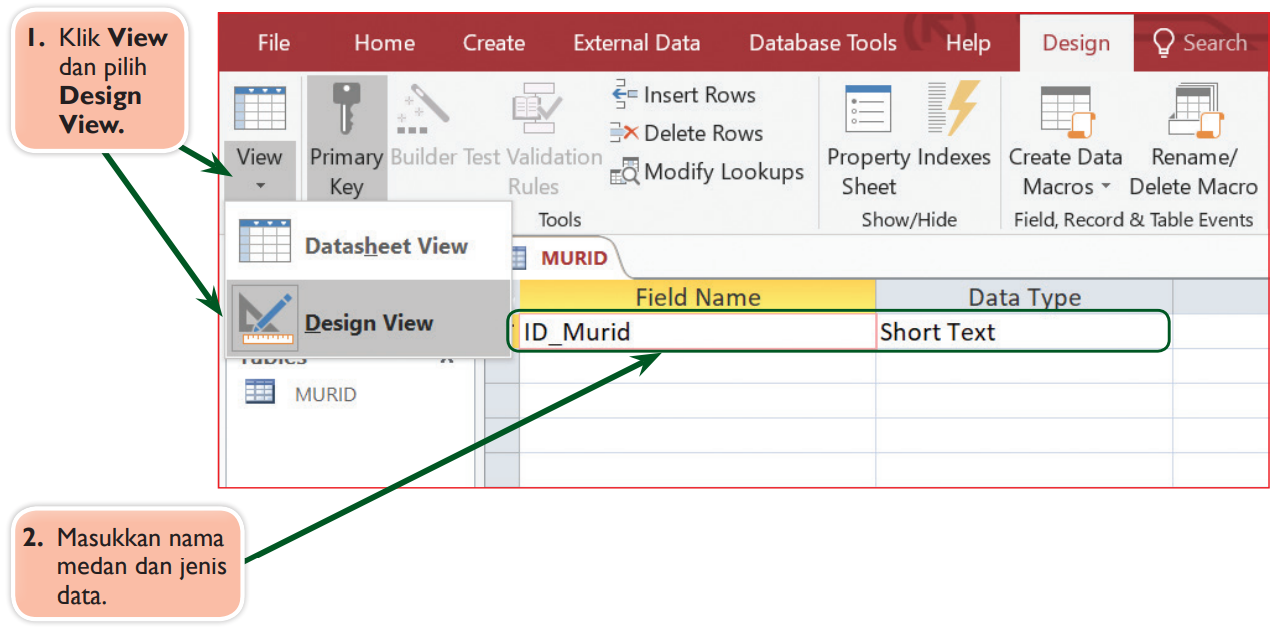 1. Klik View
dan pilih
Design
View.
File Home Create External Data Database Tools Help Design Search
View
Primary
Key
Builder
Test Validation
Rules
Insert Rows
Delete Rows
Modify Lookups
Property
Sheet
Indexes
Create Data
Macros
Rename/
Delete Macro
Tools
Show/Hide
Field, Record & Table Events
Datasheet View
Design View
MURID
Field Name Data Type
ID_Murid Short Text
Tables
MURID
2. Masukkan nama
medan dan jenis
data.